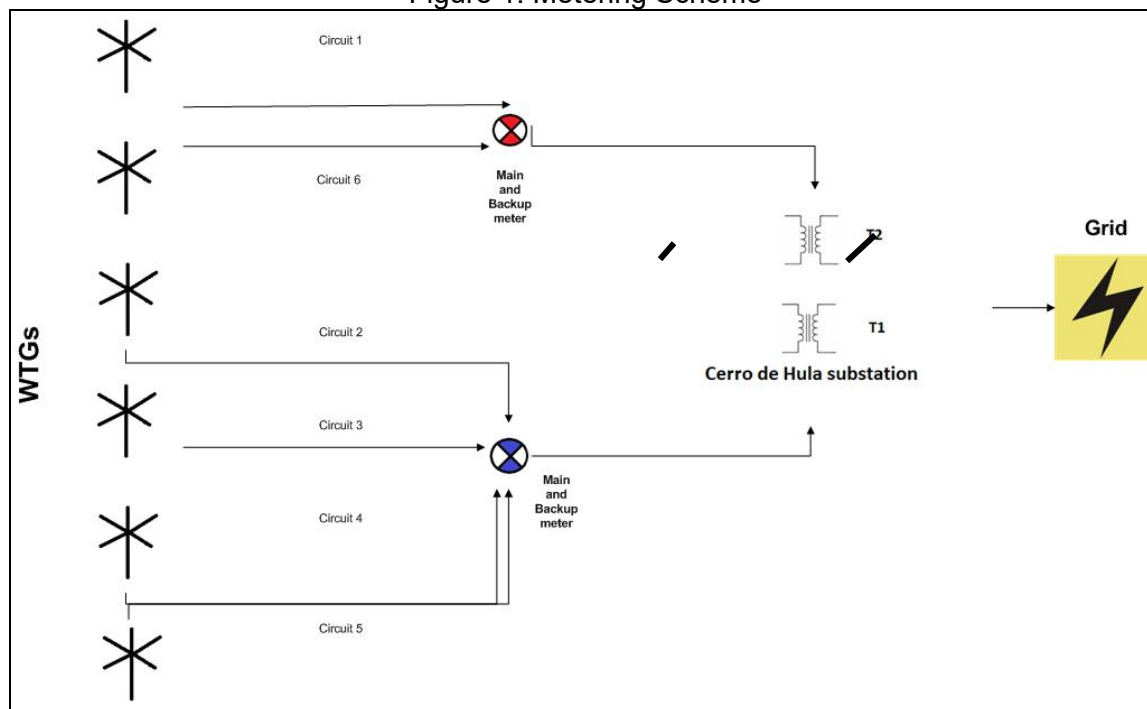 Figure 1: Metering Scheme
Circuit 1
Circuit 6
Main
and
Backup
meter
T2
Grid
WTGs
Circuit 2
T1
Cerro de Hula substation
Circuit 3
Main
and
Backup
meter
Circuit 4
Circuit 5